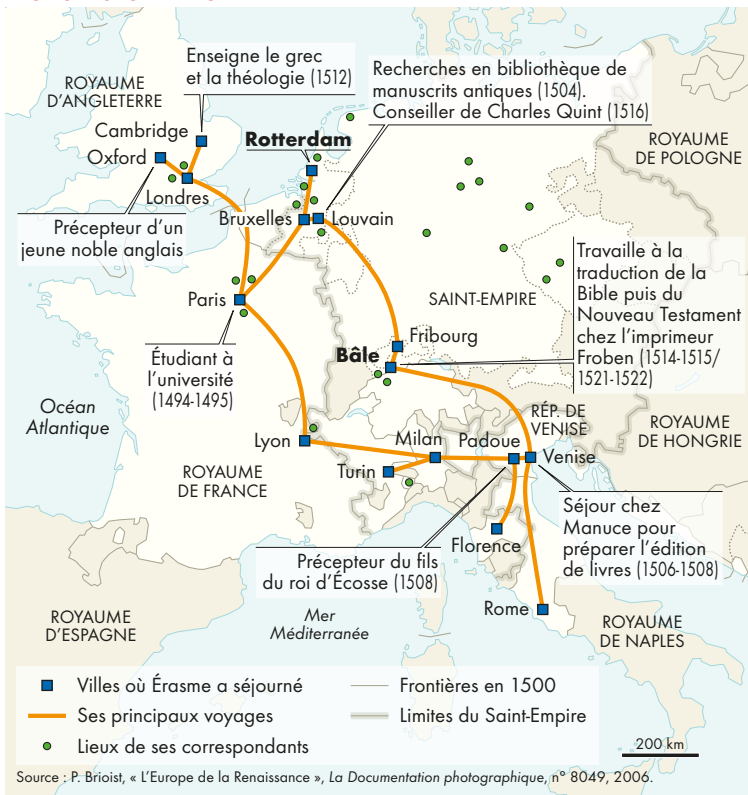 Enseigne le grec
et la théologie (1512)
Recherches en bibliothèque de
manuscrits antiques (1504).
Conseiller de Charles Quint (1516)
ROYAUME
D'ANGLETERRE
Cambridge
Oxford
Londres
Rotterdam
ROYAUME
DE POLOGNE
Précepteur d'un
jeune noble anglais
Bruxelles
Louvain
Travaille à la
traduction de la
Bible puis du
Nouveau Testament
chez l'imprimeur
Froben (1514-1515/
1521-1522)
Paris
SAINT-EMPIRE
Fribourg
Bâle
Étudiant à
l'université
(1494-1495)
Océan
Atlantique
Lyon
Milan
Padoue
RÉP. DE
VENISE
Venise
Turin
ROYAUME
DE HONGRIE
ROYAUME
DE FRANCE
Séjour chez
Manuce pour
préparer l'édition
de livres (1506-1508)
Florence
Précepteur du fils
du roi d'Écosse (1508)
Rome
ROYAUME
D'ESPAGNE
Mer
Méditerranée
ROYAUME
DE NAPLES
Villes où Érasme a séjourné
Ses principaux voyages
Lieux de ses correspondants
Frontières en 1500
Limites du Saint-Empire
200 km
Source : P. Brioist, « L'Europe de la Renaissance », La Documentation photographique, n° 8049, 2006.